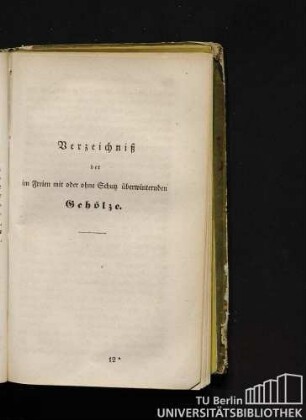 Verzeichniß
der
im Freien mit oder ohne Schutz überwinternden
Gehölze.
12*
TU Berlin
UNIVERSITÄTSBIBLIOTHEK